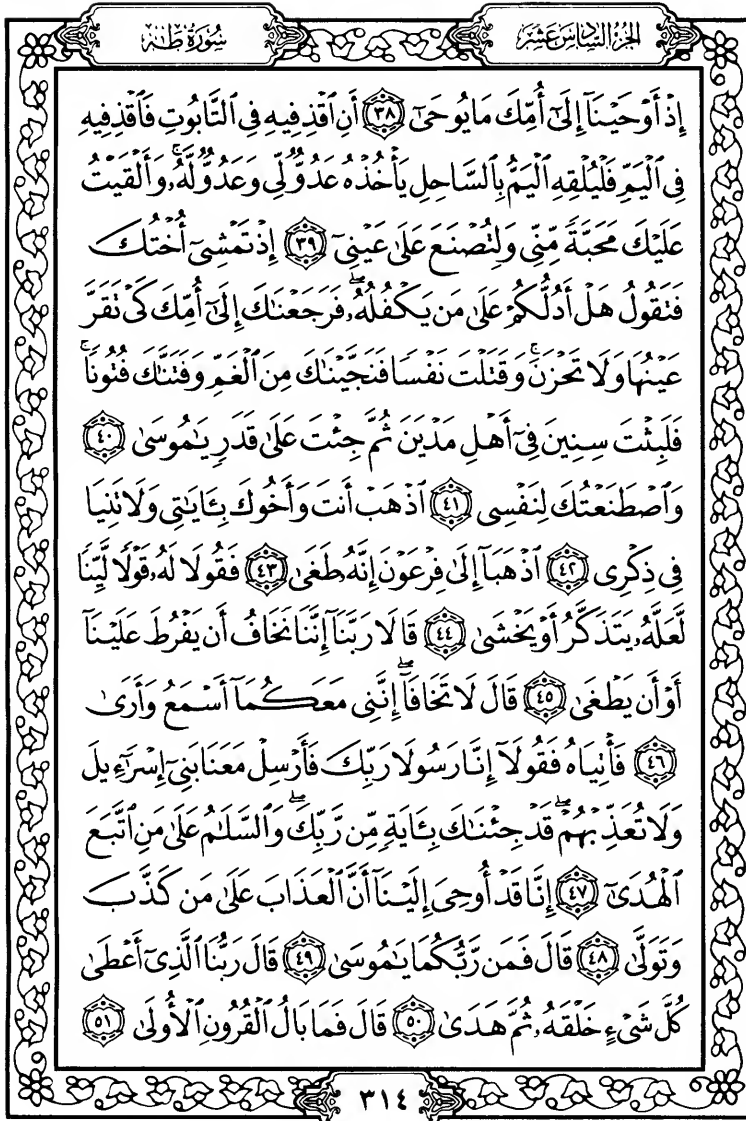 الجزء السادس عشر
سورة طه
إِذْ أَوْحَيْنَآ إِلَىٰٓ أُمِّكَ مَا يُوحَىٰٓ ٣٨ أَنِ ٱقْذِفِيهِ فِى ٱلتَّابُوتِ فَٱقْذِفِيهِ
فِى ٱلْيَمِّ فَلْيُلْقِهِ ٱلْيَمُّ بِٱلسَّاحِلِ يَأْخُذْهُ عَدُوٌّ لِّى وَعَدُوٌّ لَّهُۥۚ وَأَلْقَيْتُ
عَلَيْكَ مَحَبَّةً مِّنِّى وَلِتُصْنَعَ عَلَىٰ عَيْنِىٓ ٣٩ إِذْ تَمْشِىٓ أُخْتُكَ
فَتَقُولُ هَلْ أَدُلُّكُمْ عَلَىٰ مَن يَكْفُلُهُۥۖ فَرَجَعْنَٰكَ إِلَىٰٓ أُمِّكَ كَىْ تَقَرَّ
عَيْنُهَا وَلَا تَحْزَنَۚ وَقَتَلْتَ نَفْسًا فَنَجَّيْنَٰكَ مِنَ ٱلْغَمِّ وَفَتَنَّٰكَ فُتُونًاۚ
فَلَبِثْتَ سِنِينَ فِىٓ أَهْلِ مَدْيَنَ ثُمَّ جِئْتَ عَلَىٰ قَدَرٍ يَٰمُوسَىٰ ٤٠
وَٱصْطَنَعْتُكَ لِنَفْسِى ٤١ ٱذْهَبْ أَنتَ وَأَخُوكَ بِـَٔايَٰتِى وَلَا تَنِيَا
فِى ذِكْرِى ٤٢ ٱذْهَبَآ إِلَىٰ فِرْعَوْنَ إِنَّهُۥ طَغَىٰ ٤٣ فَقُولَا لَهُۥ قَوْلًا لَّيِّنًا
لَّعَلَّهُۥ يَتَذَكَّرُ أَوْ يَخْشَىٰ ٤٤ قَالَا رَبَّنَآ إِنَّنَا نَخَافُ أَن يَفْرُطَ عَلَيْنَآ
أَوْ أَن يَطْغَىٰ ٤٥ قَالَ لَا تَخَافَآۖ إِنَّنِى مَعَكُمَآ أَسْمَعُ وَأَرَىٰ
٤٦ فَأْتِيَاهُ فَقُولَآ إِنَّا رَسُولَا رَبِّكَ فَأَرْسِلْ مَعَنَا بَنِىٓ إِسْرَٰٓءِيلَ
وَلَا تُعَذِّبْهُمْۖ قَدْ جِئْنَٰكَ بِـَٔايَةٍ مِّن رَّبِّكَۖ وَٱلسَّلَٰمُ عَلَىٰ مَنِ ٱتَّبَعَ
ٱلْهُدَىٰٓ ٤٧ إِنَّا قَدْ أُوحِىَ إِلَيْنَآ أَنَّ ٱلْعَذَابَ عَلَىٰ مَن كَذَّبَ
وَتَوَلَّىٰ ٤٨ قَالَ فَمَن رَّبُّكُمَا يَٰمُوسَىٰ ٤٩ قَالَ رَبُّنَا ٱلَّذِىٓ أَعْطَىٰ
كُلَّ شَىْءٍ خَلْقَهُۥ ثُمَّ هَدَىٰ ٥٠ قَالَ فَمَا بَالُ ٱلْقُرُونِ ٱلْأُولَىٰ ٥١
٣١٤